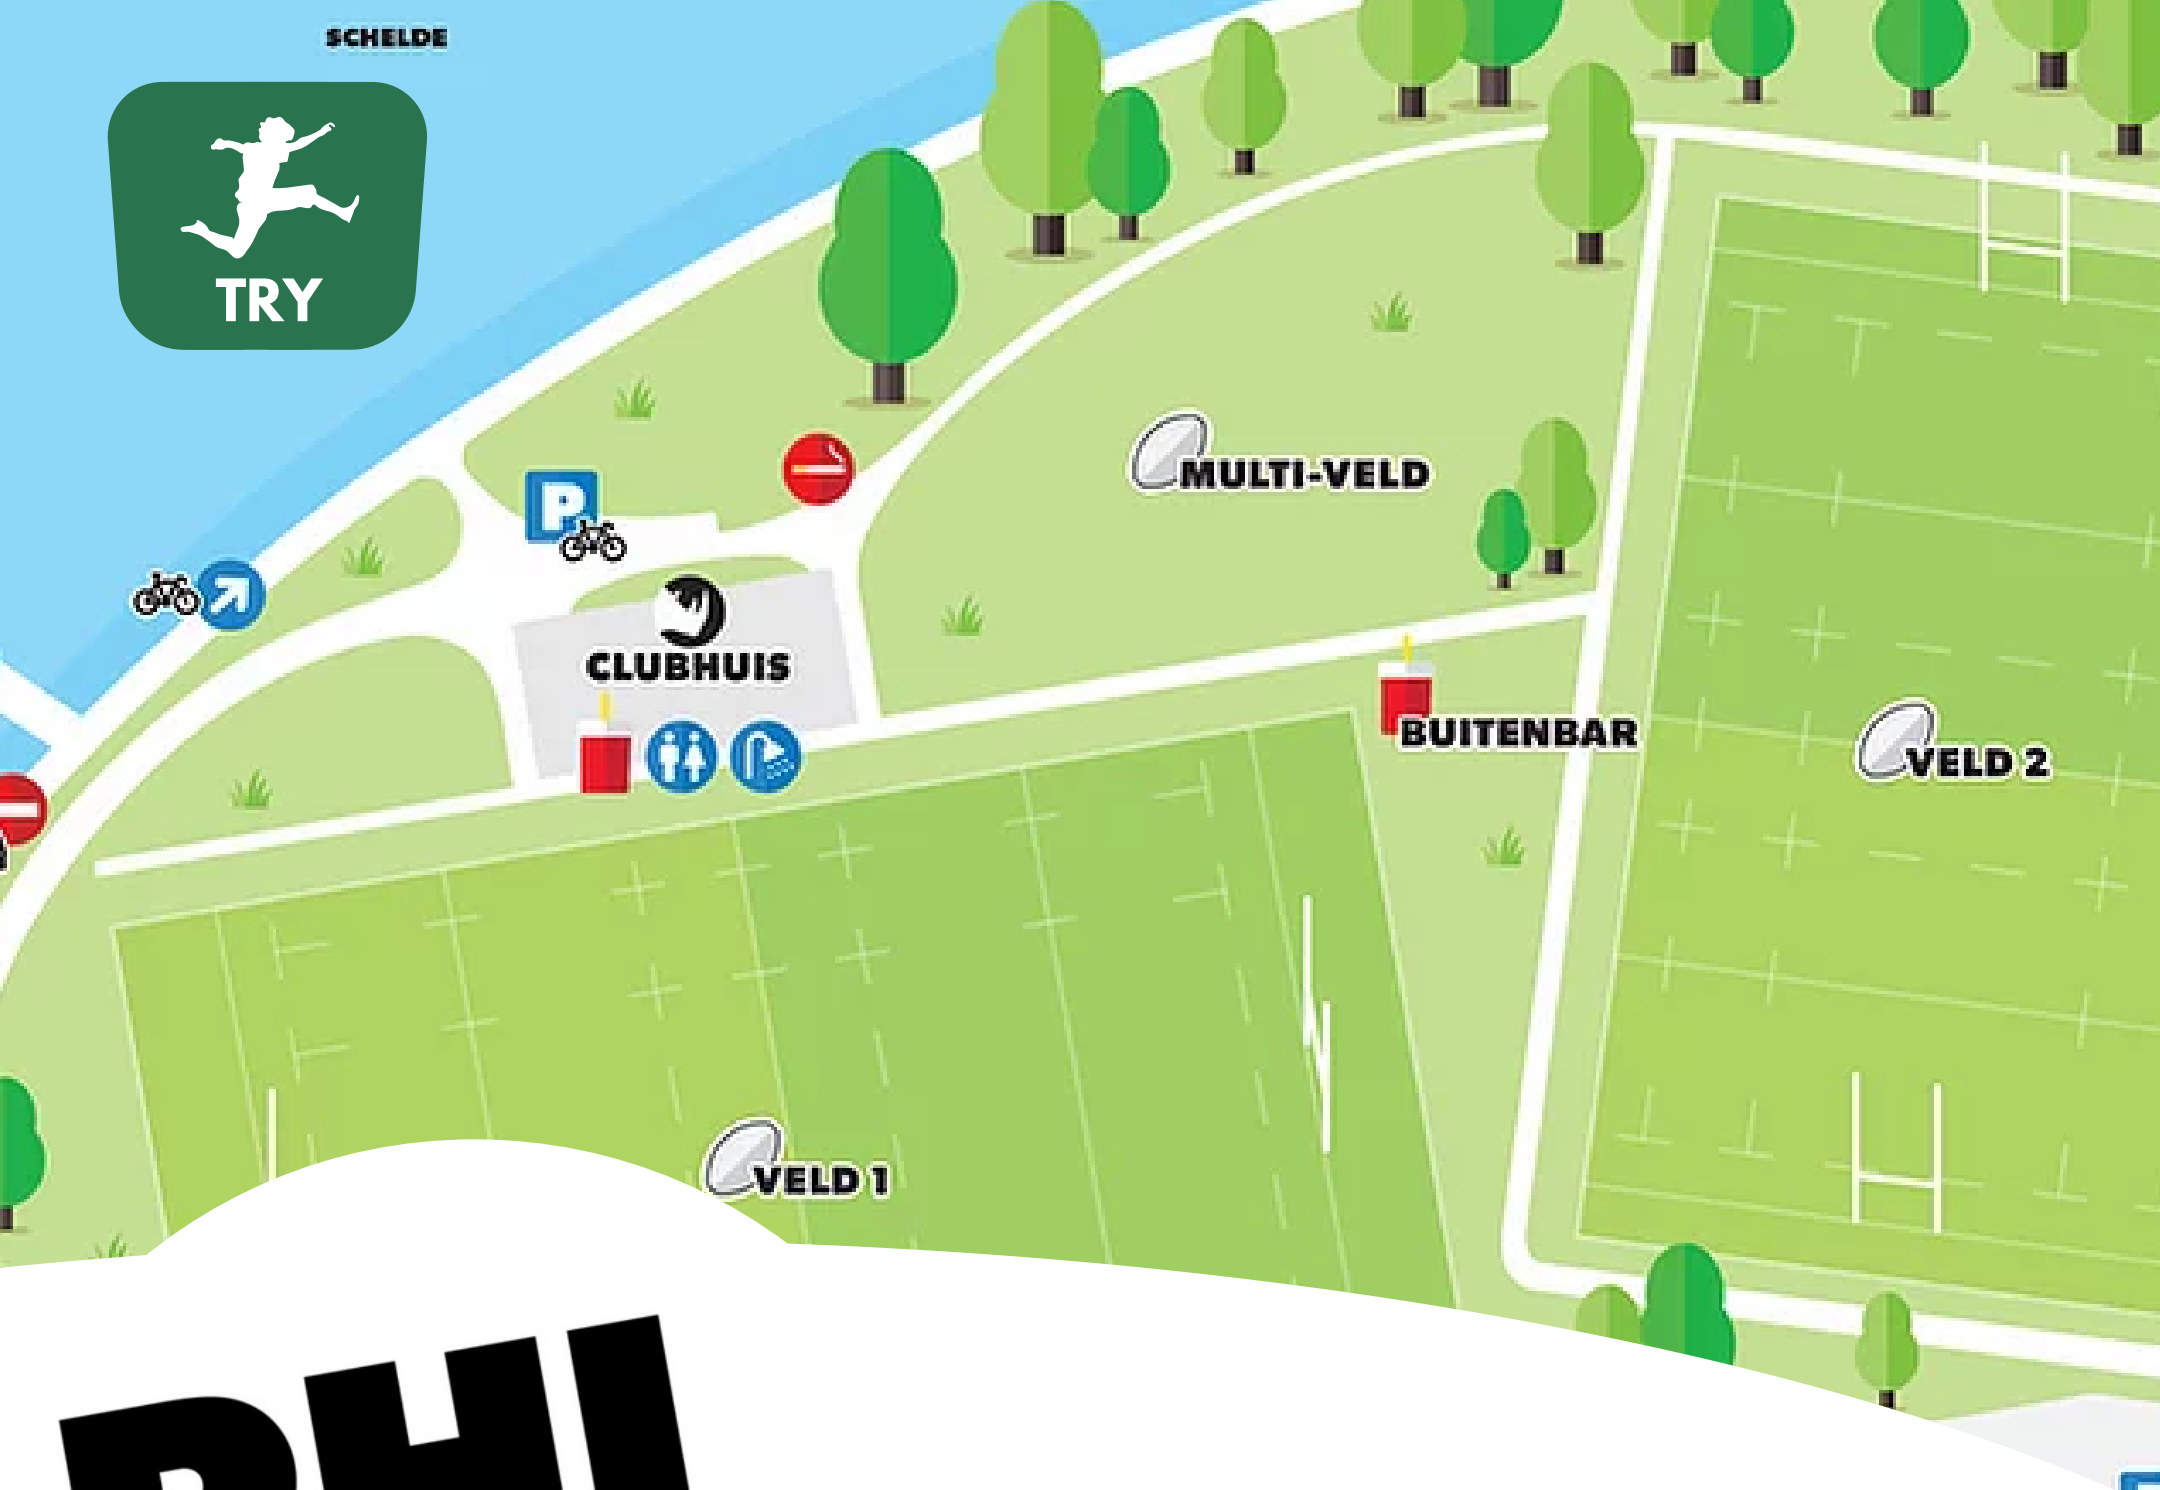 SCHELDE
TRY
MULTI-VELD
P
CLUBHUIS
BUITENBAR
VELD 2
VELD 1